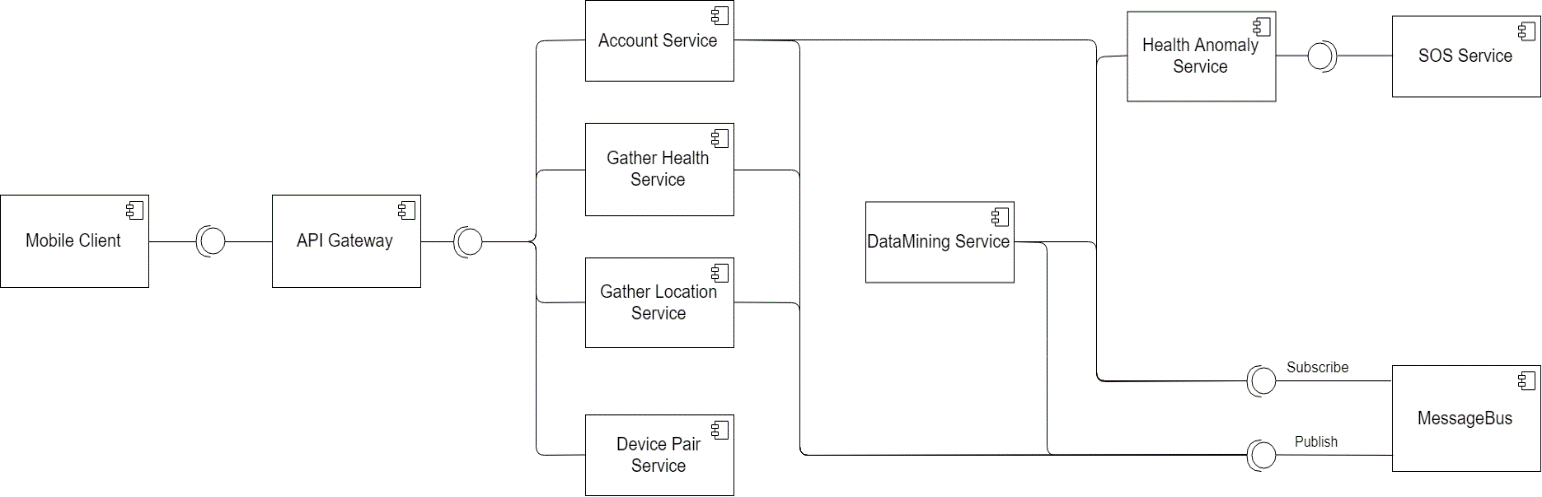 Account Service
Health Anomaly
Service
SOS Service
Gather Health
Service
Mobile Client
API Gateway
DataMining Service
Gather Location
Service
Subscribe
MessageBus
Publish
Device Pair
Service